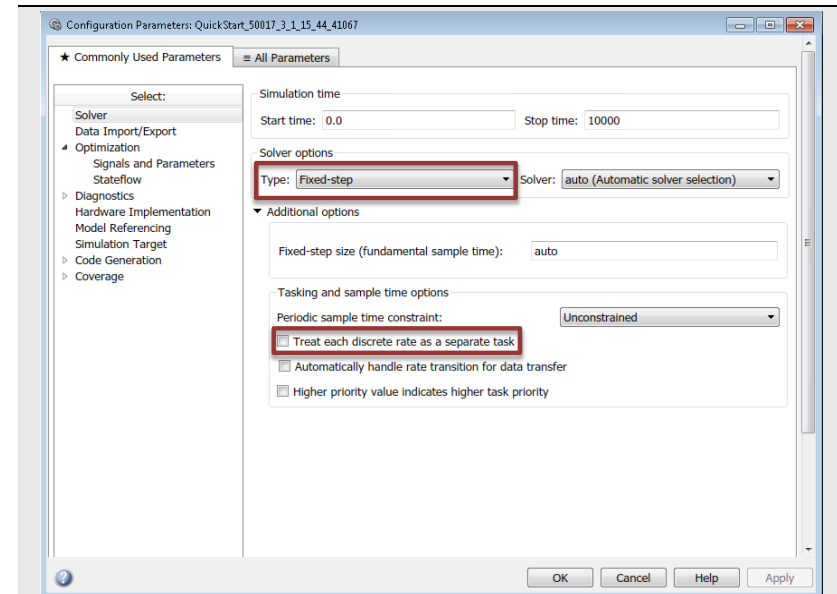 Configuration Parameters: QuickStart_50017_3_1_15_44_41067
★ Commonly Used Parameters
≡ All Parameters
Select:
Solver
Data Import/Export
Optimization
Signals and Parameters
Stateflow
Diagnostics
Hardware Implementation
Model Referencing
Simulation Target
Code Generation
Coverage
Simulation time
Start time: 0.0 Stop time: 10000
Solver options
Type: Fixed-step Solver: auto (Automatic solver selection)
Additional options
Fixed-step size (fundamental sample time): auto
Tasking and sample time options
Periodic sample time constraint: Unconstrained
Treat each discrete rate as a separate task
Automatically handle rate transition for data transfer
Higher priority value indicates higher task priority
? OK Cancel Help Apply